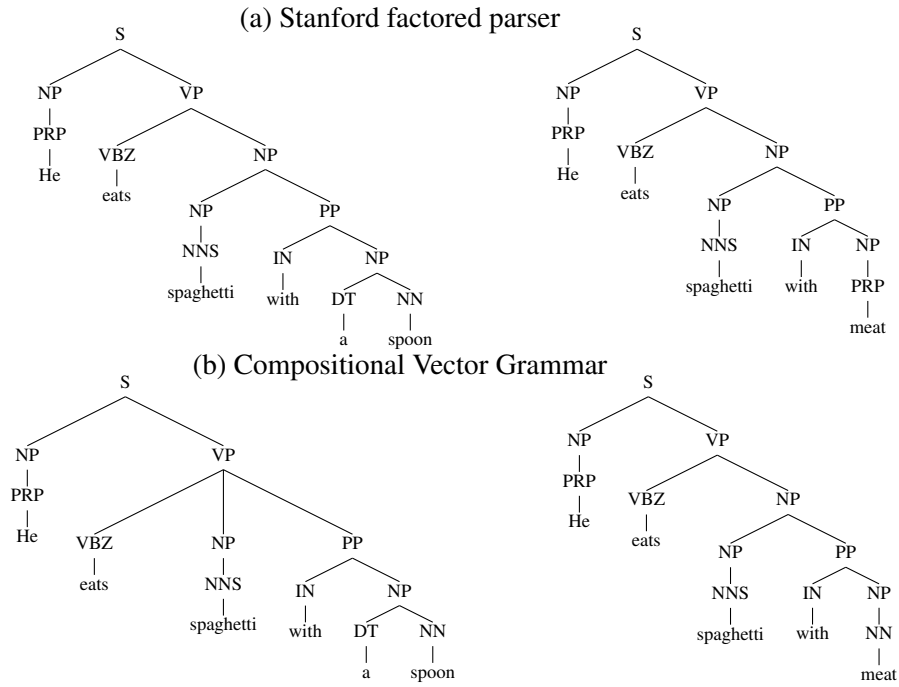 (a) Stanford factored parser
S
NP VP
PRP VBZ NP
He eats NP PP
NNS IN NP
spaghetti with DT NN
a spoon
S
NP VP
PRP VBZ NP
He eats NP PP
NNS IN NP
spaghetti with PRP
meat
(b) Compositional Vector Grammar
S
NP VP
PRP
He VBZ NP PP
eats NNS IN NP
spaghetti with DT NN
a spoon
S
NP VP
PRP VBZ NP
He eats NP PP
NNS IN NP
spaghetti with NN
meat